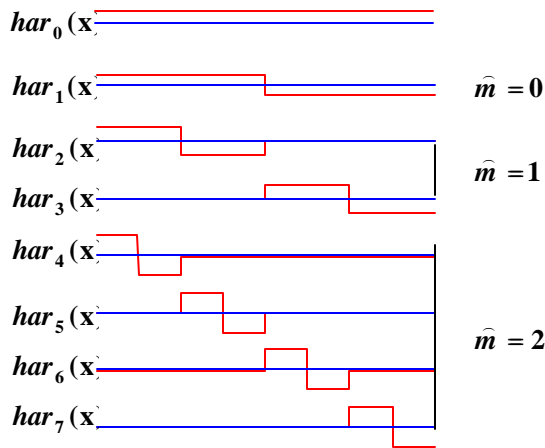 har₀(x)
har₁(x) m̂ = 0
har₂(x)
m̂ = 1
har₃(x)
har₄(x)
har₅(x)
m̂ = 2
har₆(x)
har₇(x)